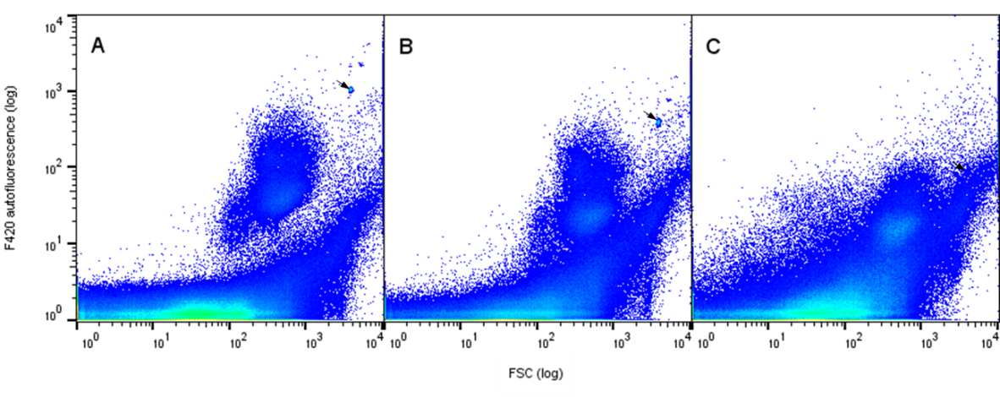 A B C
10^4
10^3
10^2
10^1
10^0
F420 autofluorescence (log)
10^0 10^1 10^2 10^3 10^4 10^0 10^1 10^2 10^3 10^4 10^0 10^1 10^2 10^3 10^4
FSC (log)